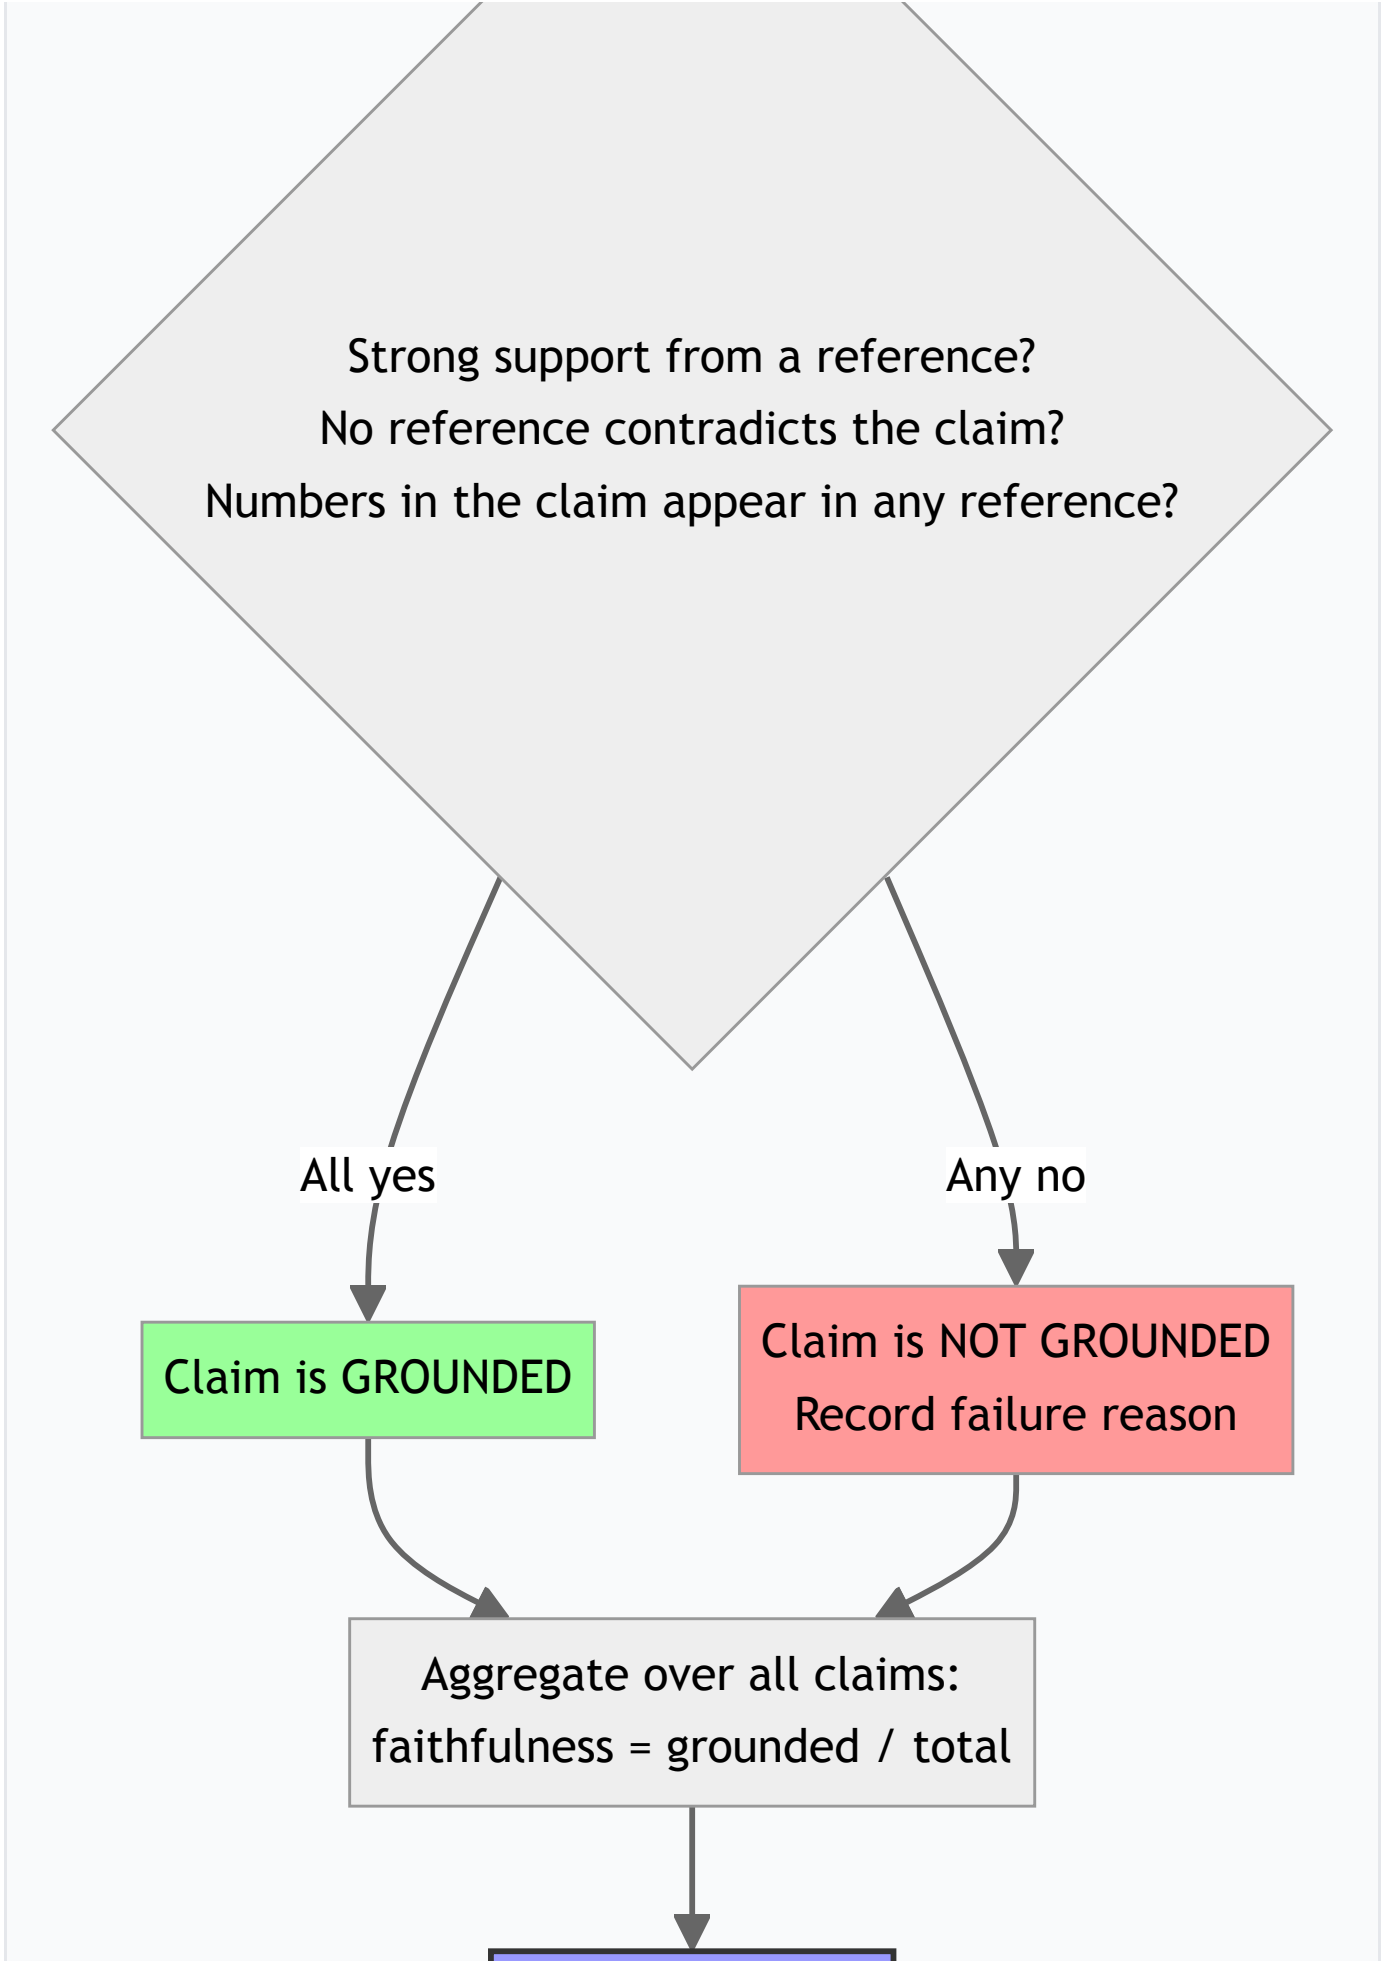 Strong support from a reference?
No reference contradicts the claim?
Numbers in the claim appear in any reference?
All yes
Any no
Claim is GROUNDED
Claim is NOT GROUNDED
Record failure reason
Aggregate over all claims:
faithfulness = grounded / total